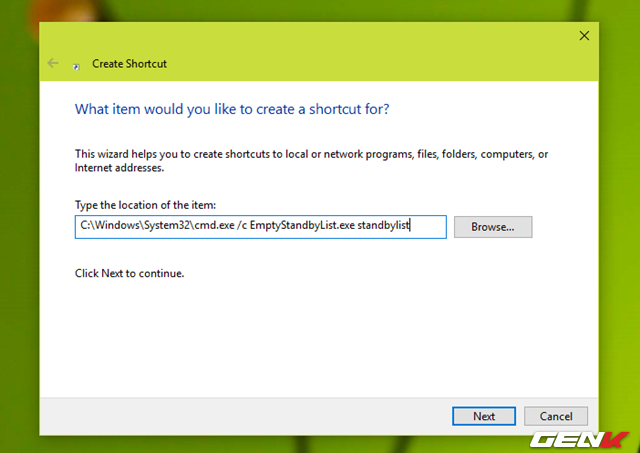 Create Shortcut
What item would you like to create a shortcut for?
This wizard helps you to create shortcuts to local or network programs, files, folders, computers, or
Internet addresses.
Type the location of the item:
C:\Windows\System32\cmd.exe /c EmptyStandbyList.exe standbylist
Browse...
Click Next to continue.
Next
Cancel
GENK